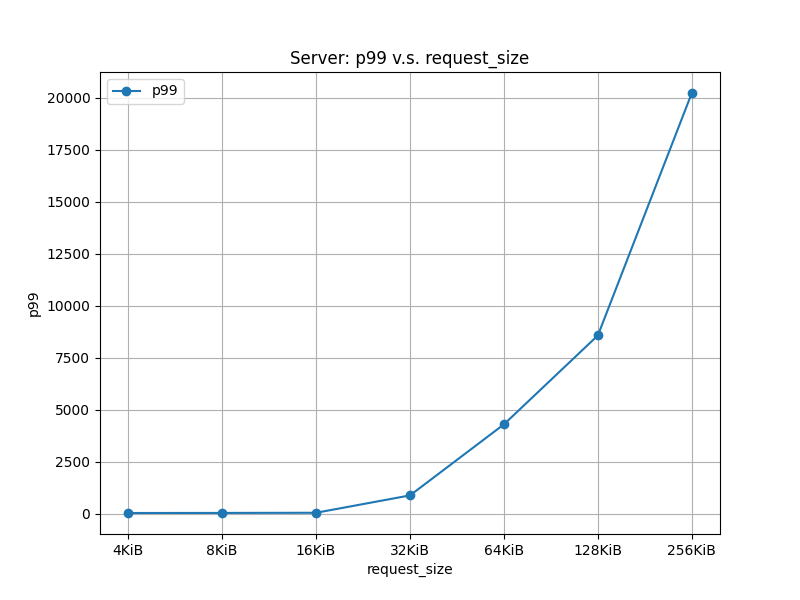 Server: p99 v.s. request_size
p99
20000
17500
15000
12500
10000
7500
5000
2500
0
p99
4KiB 8KiB 16KiB 32KiB 64KiB 128KiB 256KiB
request_size